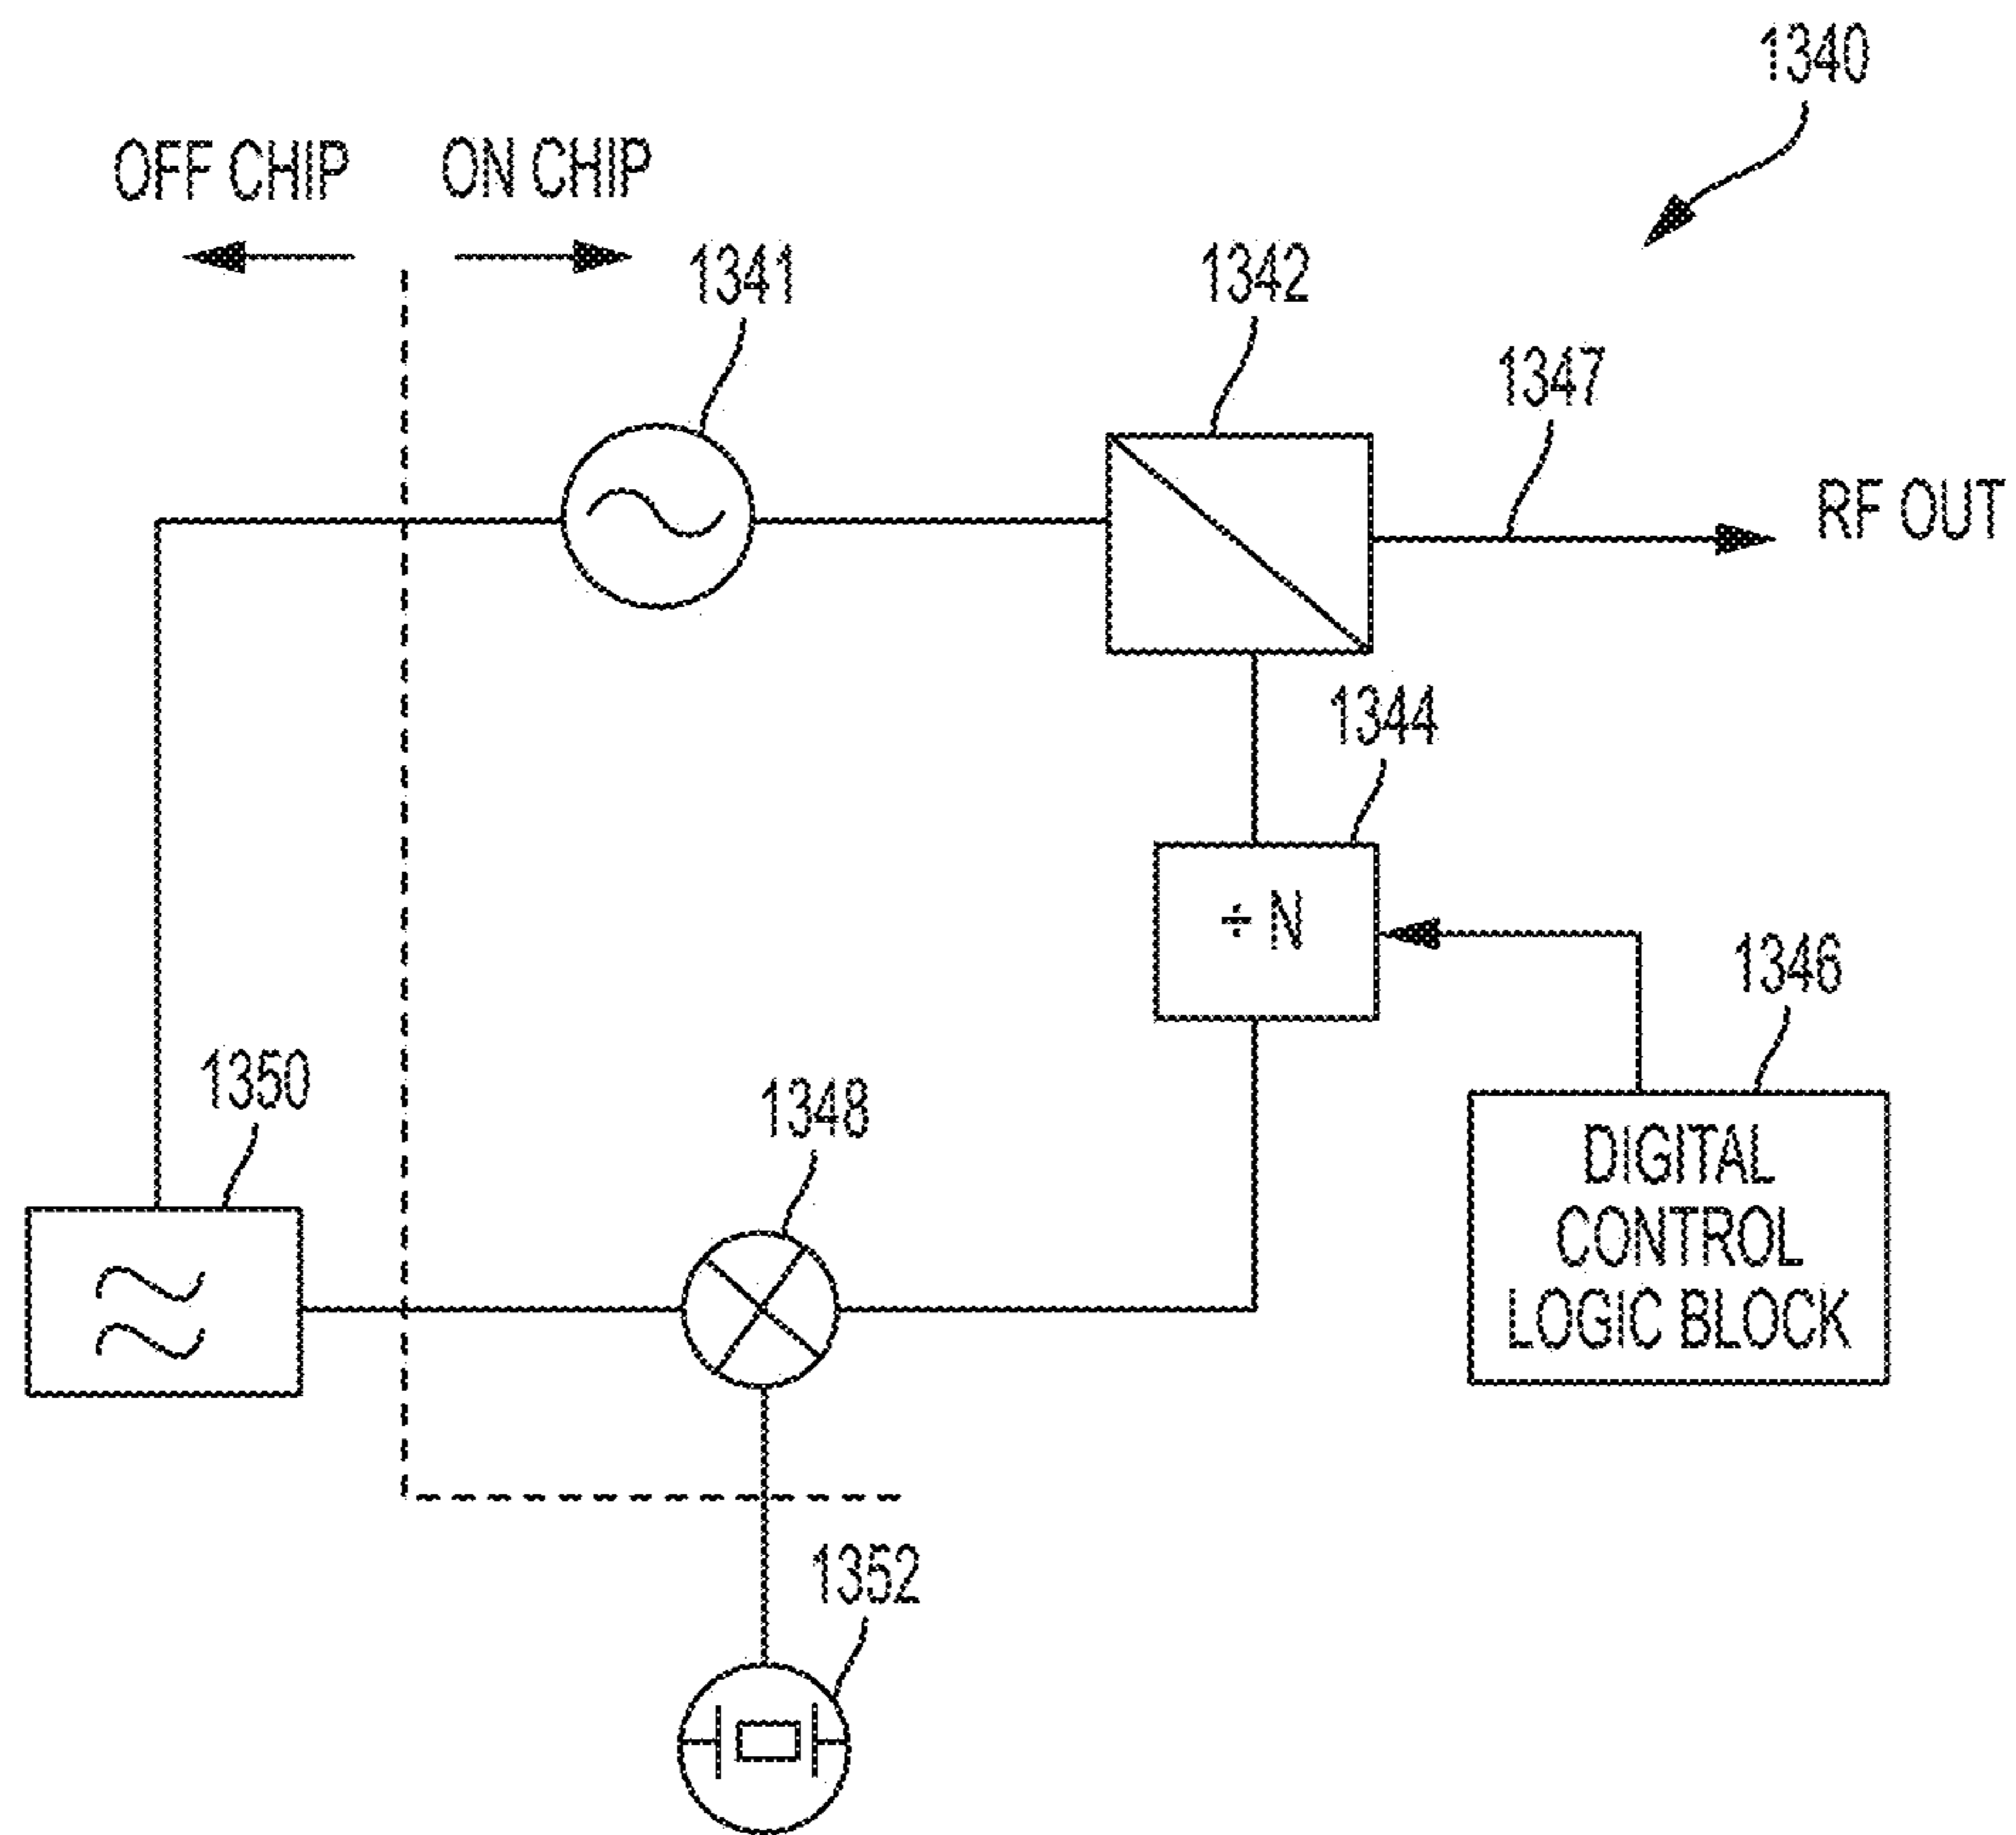 1340
OFF CHIP
ON CHIP
1341
1342
1347
RF OUT
1344
÷ N
1346
1350
1348
DIGITAL
CONTROL
LOGIC BLOCK
1352